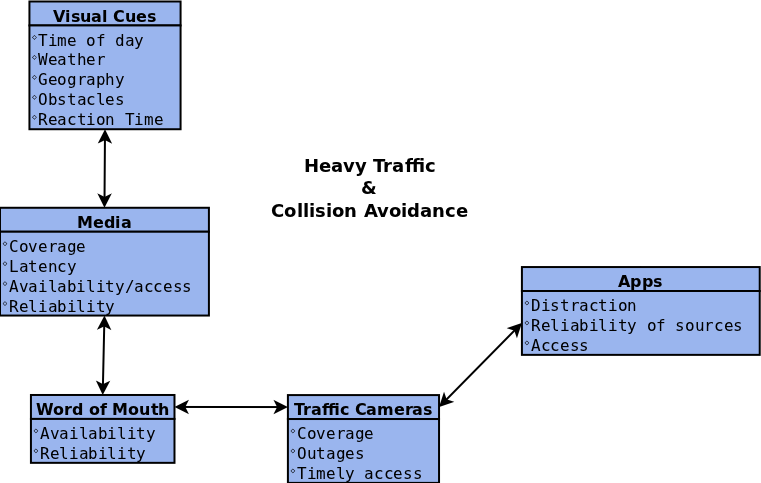 Visual Cues
◇Time of day
◇Weather
◇Geography
◇Obstacles
◇Reaction Time
Heavy Traffic
&
Collision Avoidance
Media
◇Coverage
◇Latency
◇Availability/access
◇Reliability
Apps
◇Distraction
◇Reliability of sources
◇Access
Word of Mouth
◇Availability
◇Reliability
Traffic Cameras
◇Coverage
◇Outages
◇Timely access